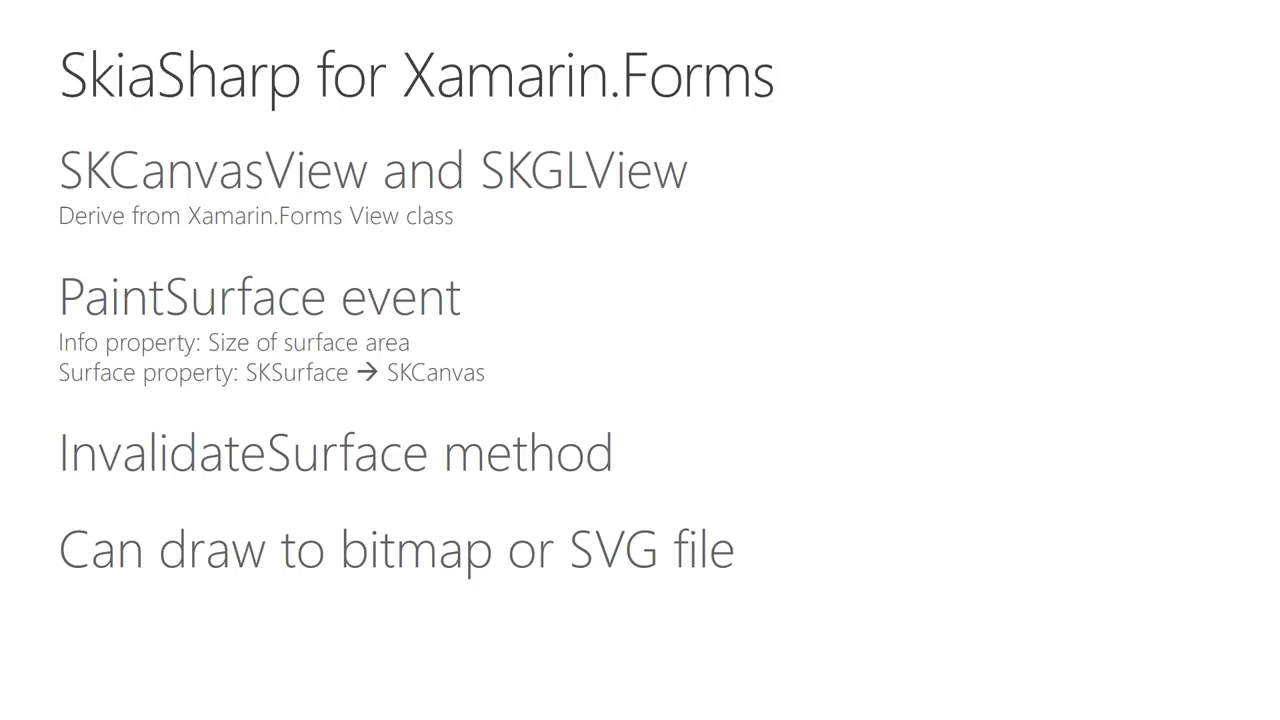 SkiaSharp for Xamarin.Forms
SKCanvasView and SKGLView
Derive from Xamarin.Forms View class
PaintSurface event
Info property: Size of surface area
Surface property: SKSurface → SKCanvas
InvalidateSurface method
Can draw to bitmap or SVG file